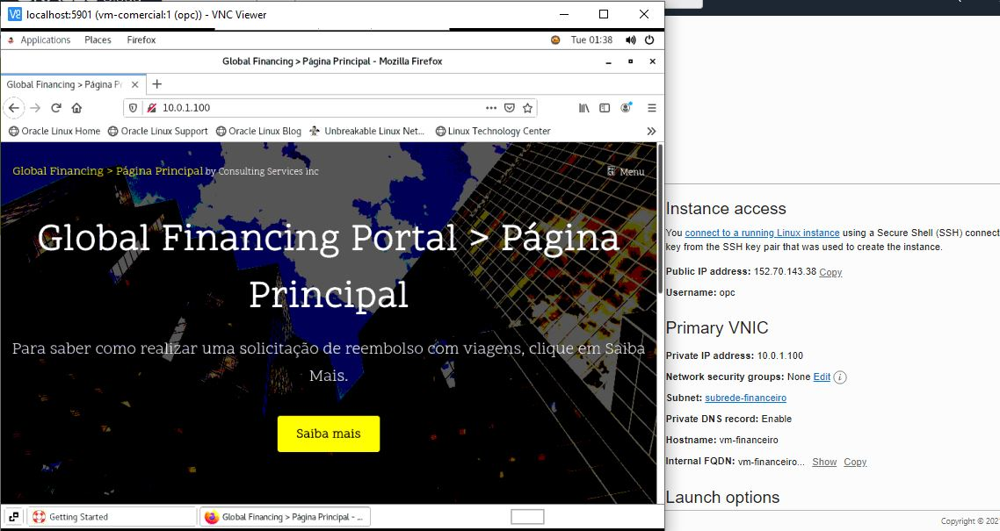 localhost:5901 (vm-comercial:1 (opc)) - VNC Viewer
Applications Places Firefox Tue 01:38
Global Financing > Página Principal - Mozilla Firefox
Global Financing > Página Pr
10.0.1.100
Oracle Linux Home Oracle Linux Support Oracle Linux Blog Unbreakable Linux Net... Linux Technology Center
Global Financing > Página Principal by Consulting Services Inc Menu
Global Financing Portal > Página
Principal
Para saber como realizar uma solicitação de reembolso com viagens, clique em Saiba
Mais.
Saiba mais
Getting Started Global Financing > Página Principal - ...
Instance access
You connect to a running Linux instance using a Secure Shell (SSH) connect
key from the SSH key pair that was used to create the instance.
Public IP address: 152.70.143.38 Copy
Username: opc
Primary VNIC
Private IP address: 10.0.1.100
Network security groups: None Edit
Subnet: subrede-financeiro
Private DNS record: Enable
Hostname: vm-financeiro
Internal FQDN: vm-financeiro... Show Copy
Launch options
Copyright © 202